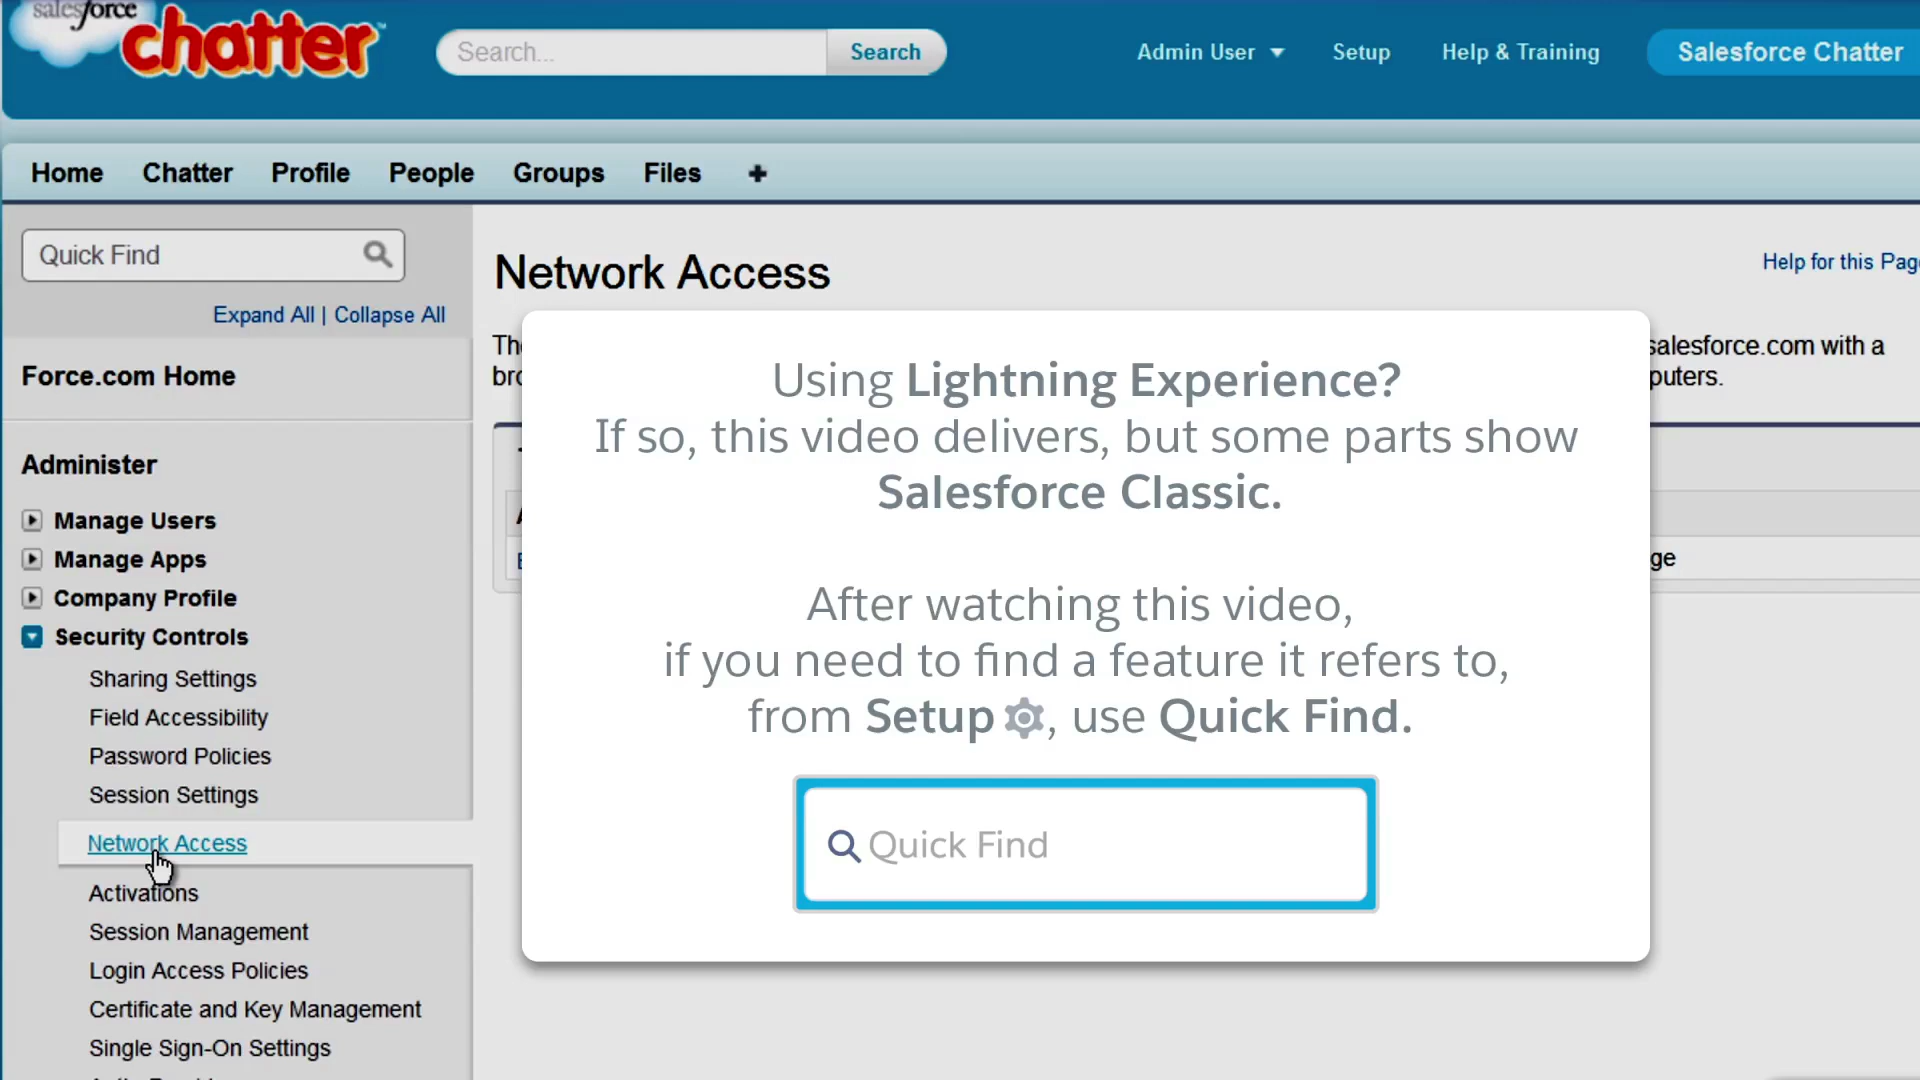 salesforce
chatter
Search...
Search
Admin User
Setup
Help & Training
Salesforce Chatter
Home
Chatter
Profile
People
Groups
Files
Quick Find
Expand All | Collapse All
Force.com Home
Administer
Manage Users
Manage Apps
Company Profile
Security Controls
Sharing Settings
Field Accessibility
Password Policies
Session Settings
Network Access
Activations
Session Management
Login Access Policies
Certificate and Key Management
Single Sign-On Settings
Network Access
Help for this Pag
salesforce.com with a
puters.
ge
Using Lightning Experience?
If so, this video delivers, but some parts show
Salesforce Classic.
After watching this video,
if you need to find a feature it refers to,
from Setup, use Quick Find.
Quick Find